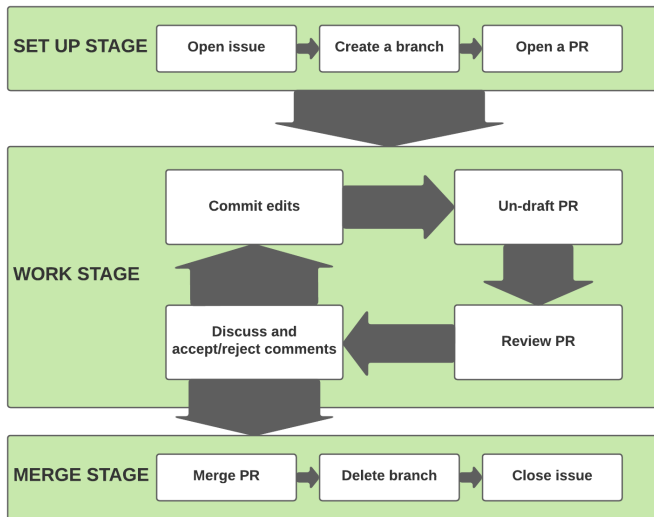 SET UP STAGE
Open issue
Create a branch
Open a PR
WORK STAGE
Commit edits
Un-draft PR
Discuss and
accept/reject comments
Review PR
MERGE STAGE
Merge PR
Delete branch
Close issue